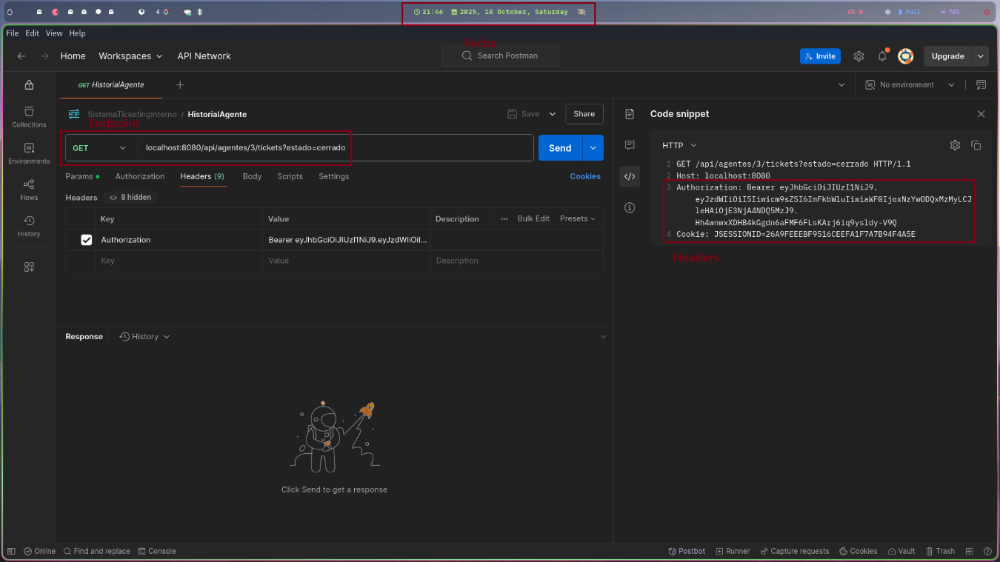 4
21:46 2025, 18 October, Saturday
6%
Full
70%
File Edit View Help
Fecha
Home Workspaces API Network
Search Postman
Invite
Upgrade
GET HistorialAgente
No environment
HTTP SistemaTicketingInterno / HistorialAgente
Save
Share
Endpoint
GET localhost:8080/api/agentes/3/tickets?estado=cerrado
Send
Params Authorization Headers (9) Body Scripts Settings
Cookies
Headers 8 hidden
Key Value Description Bulk Edit Presets
Authorization Bearer eyJhbGciOiJIUzI1NiJ9.eyJzdWIiOiI...
Key Value Description
Response History
Click Send to get a response
Collections
Environments
Flows
History
Code snippet
HTTP
1 GET /api/agentes/3/tickets?estado=cerrado HTTP/1.1
2 Host: localhost:8080
3 Authorization: Bearer eyJhbGciOiJIUzI1NiJ9.
eyJzdWIiOiI5Iiwicm9sZSI6ImFkbWluIiwiaWF0IjoxNzYwODQxMzMyLCJ
leHAiOjE3NjA4NDQ5MzJ9.
Hh4wnwxXDHB4kGgdn6aFMF6FLsKArj6iq9ysldy-V9Q
4 Cookie: JSESSIONID=26A9FEEEBF9516CEEFA1F7A7B94F4A5E
Headers
Online Find and replace Console
Postbot Runner Capture requests Cookies Vault Trash